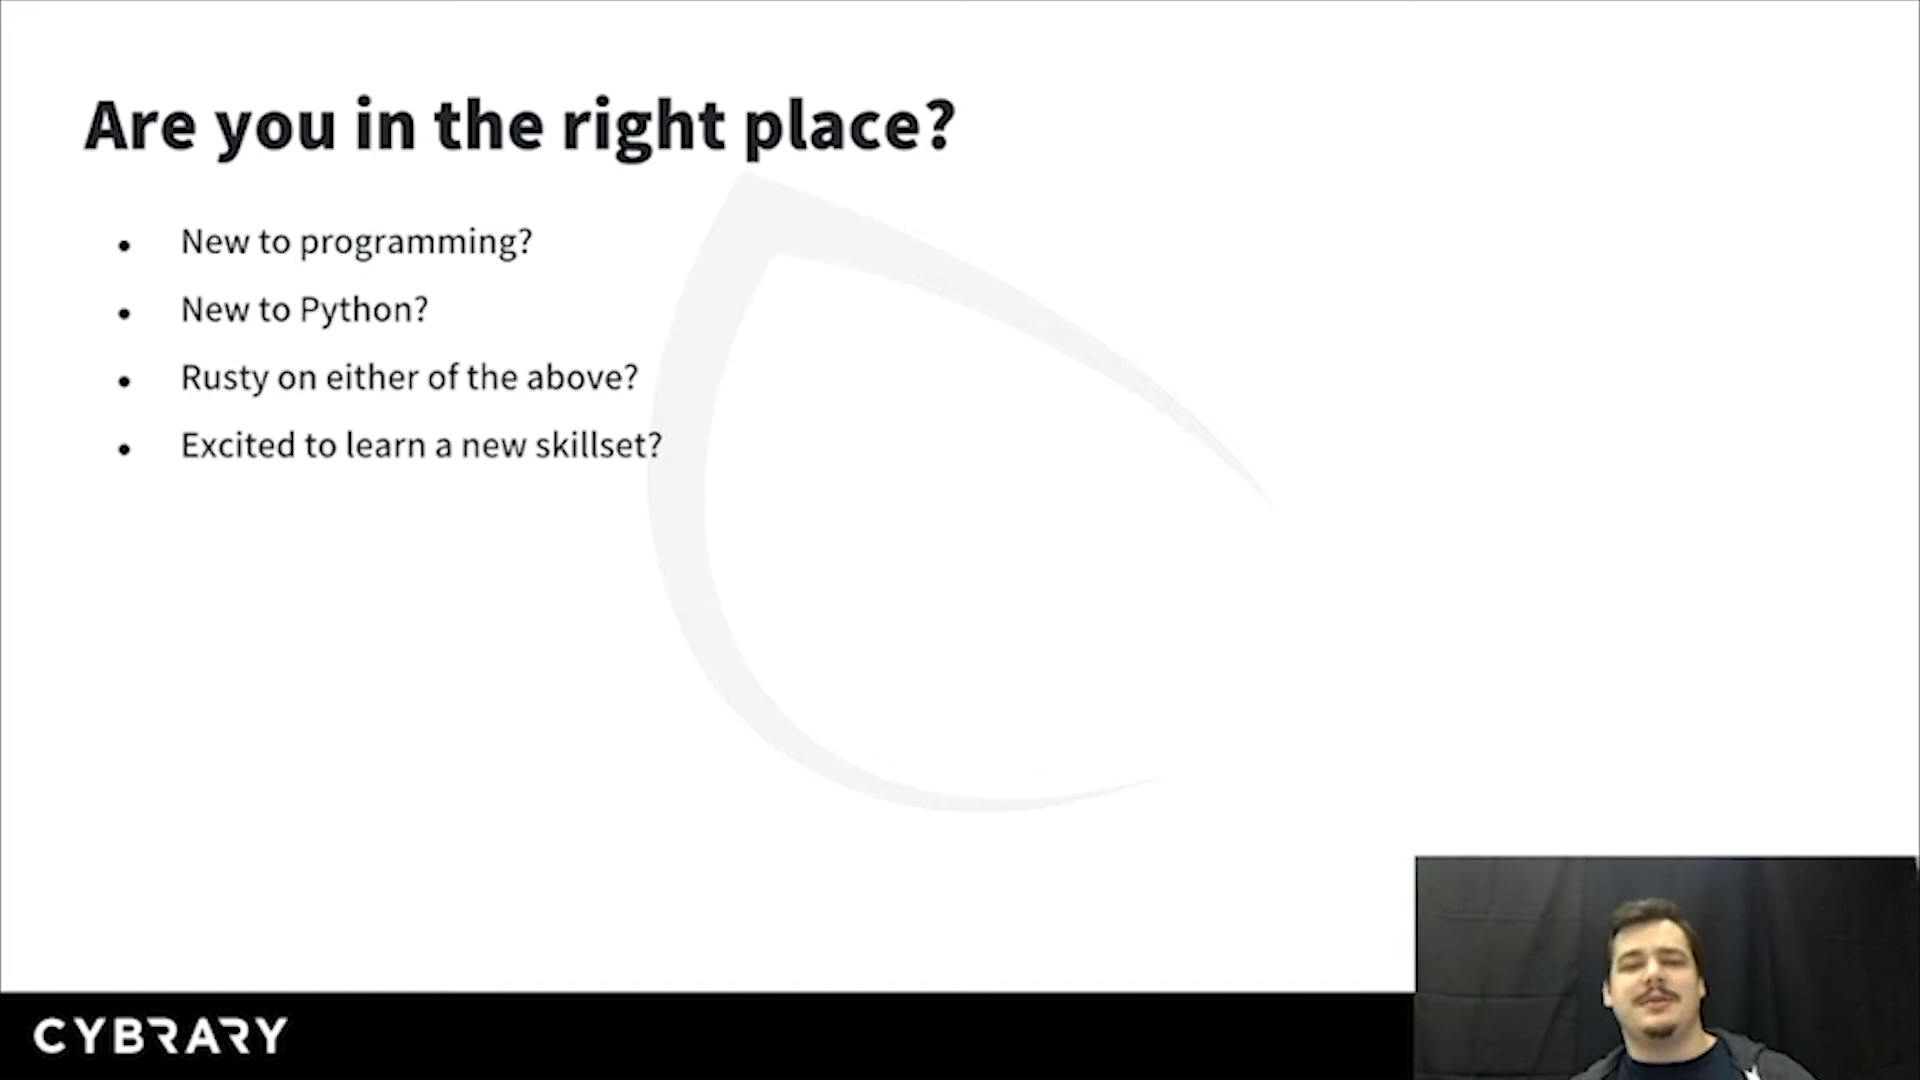 Are you in the right place?
• New to programming?
• New to Python?
• Rusty on either of the above?
• Excited to learn a new skillset?
CYBRARY